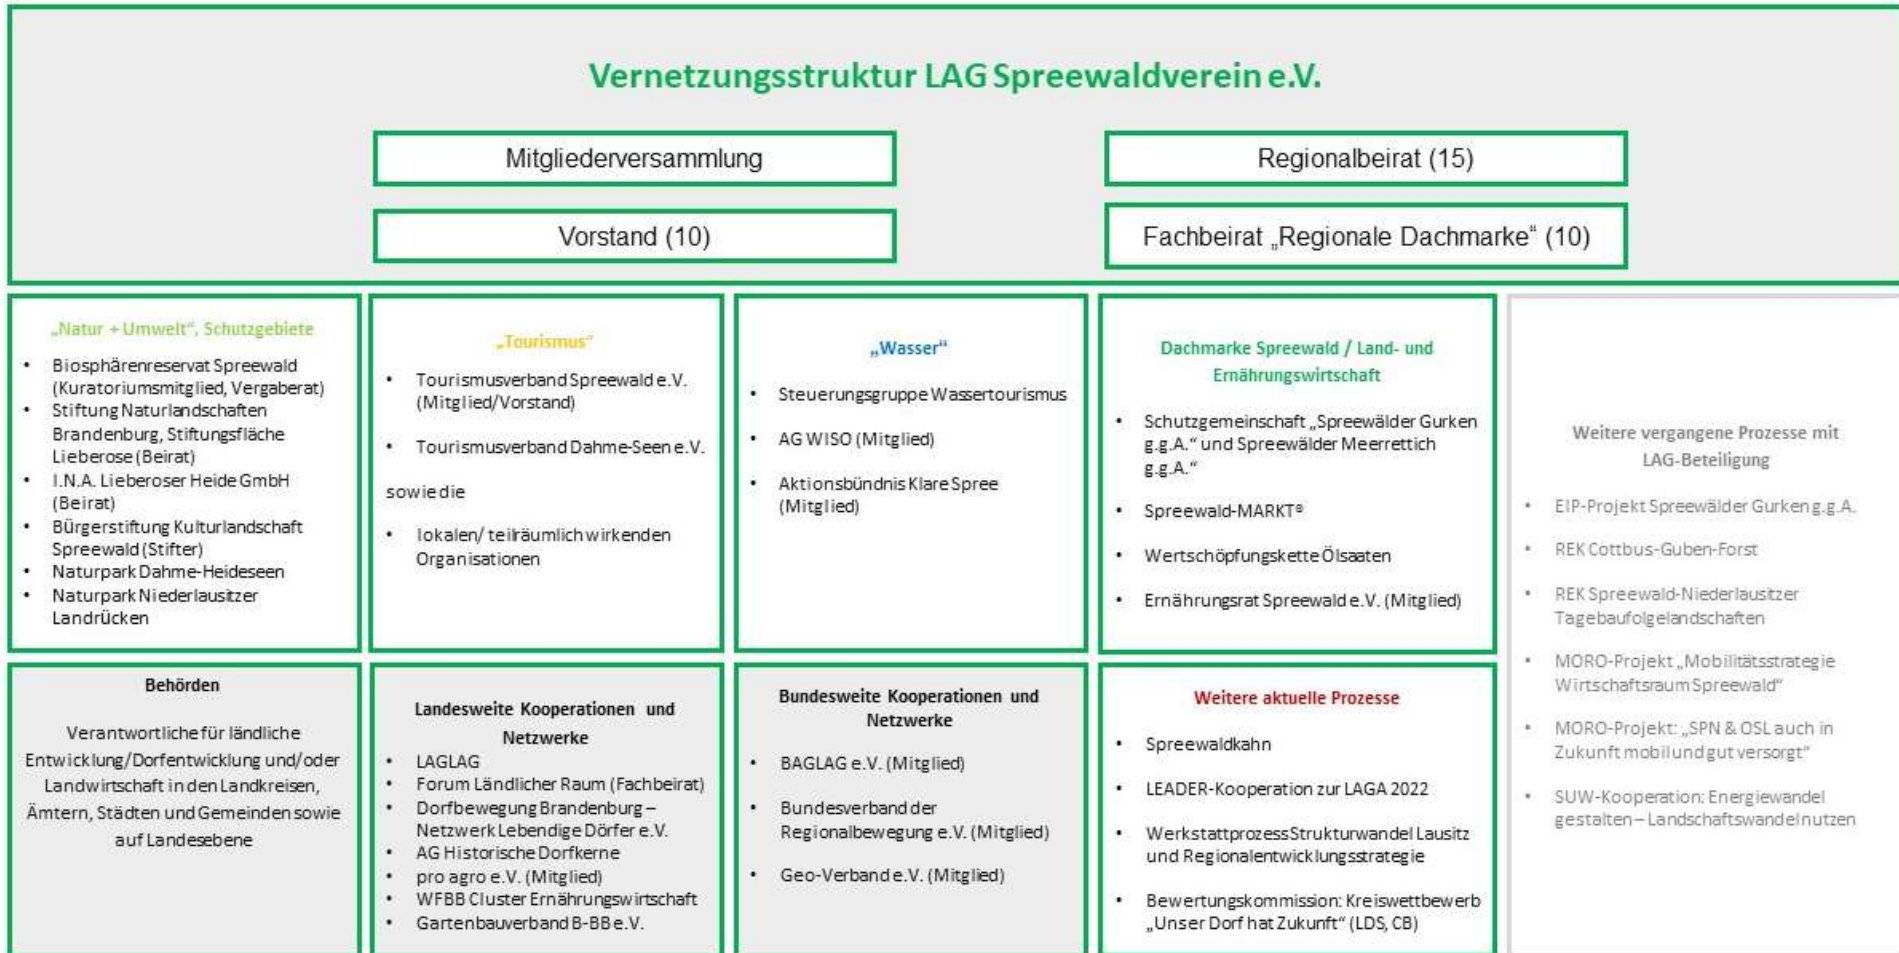 Vernetzungsstruktur LAG Spreewaldverein e.V.
Mitgliederversammlung
Regionalbeirat (15)
Vorstand (10)
Fachbeirat „Regionale Dachmarke“ (10)
„Natur + Umwelt“, Schutzgebiete
• Biosphärenreservat Spreewald
(Kuratoriumsmitglied, Vergaberat)
• Stiftung Naturlandschaften
Brandenburg, Stiftungsfläche
Lieberose (Beirat)
• I.N.A. Lieberoser Heide GmbH
(Beirat)
• Bürgerstiftung Kulturlandschaft
Spreewald (Stifter)
• Naturpark Dahme-Heideseen
• Naturpark Niederlausitzer
Landrücken
„Tourismus“
• Tourismusverband Spreewald e.V.
(Mitglied/Vorstand)
• Tourismusverband Dahme-Seen e.V.
sowie die
• lokalen/ teilräumlich wirkenden
Organisationen
„Wasser“
• Steuerungsgruppe Wassertourismus
• AG WISO (Mitglied)
• Aktionsbündnis Klare Spree
(Mitglied)
Dachmarke Spreewald / Land- und
Ernährungswirtschaft
• Schutzgemeinschaft „Spreewälder Gurken
g.g.A.“ und Spreewälder Meerrettich
g.g.A.“
• Spreewald-MARKT®
• Wertschöpfungskette Ölsaaten
• Ernährungsrat Spreewald e.V. (Mitglied)
Weitere vergangene Prozesse mit
LAG-Beteiligung
• EIP-Projekt Spreewälder Gurken g.g.A.
• REK Cottbus-Guben-Forst
• REK Spreewald-Niederlausitzer
Tagebaufolgelandschaften
• MORO-Projekt „Mobilitätsstrategie
Wirtschaftsraum Spreewald“
• MORO-Projekt: „SPN & OSL auch in
Zukunft mobil und gut versorgt“
• SUW-Kooperation: Energiewandel
gestalten – Landschaftswandel nutzen
Behörden
Verantwortliche für ländliche
Entwicklung/Dorfentwicklung und/oder
Landwirtschaft in den Landkreisen,
Ämtern, Städten und Gemeinden sowie
auf Landesebene
Landesweite Kooperationen und
Netzwerke
• LAGLAG
• Forum Ländlicher Raum (Fachbeirat)
• Dorfbewegung Brandenburg –
Netzwerk Lebendige Dörfer e.V.
• AG Historische Dorfkerne
• pro agro e.V. (Mitglied)
• WFBB Cluster Ernährungswirtschaft
• Gartenbauverband B-BB e.V.
Bundesweite Kooperationen und
Netzwerke
• BAGLAG e.V. (Mitglied)
• Bundesverband der
Regionalbewegung e.V. (Mitglied)
• Geo-Verband e.V. (Mitglied)
Weitere aktuelle Prozesse
• Spreewaldkahn
• LEADER-Kooperation zur LAGA 2022
• Werkstattprozess Strukturwandel Lausitz
und Regionalentwicklungsstrategie
• Bewertungskommission: Kreiswettbewerb
„Unser Dorf hat Zukunft“ (LDS, CB)